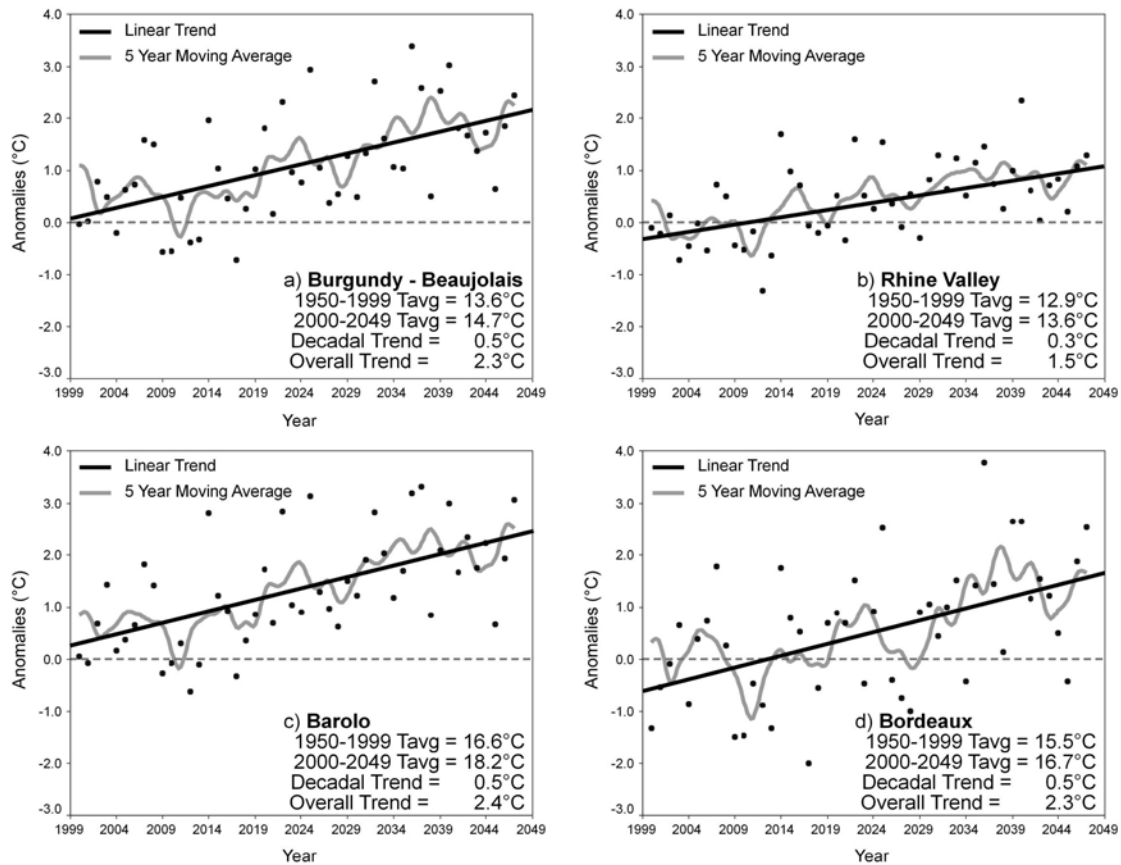 4.0
Linear Trend
5 Year Moving Average
3.0
2.0
1.0
0.0
-1.0
-2.0
-3.0
Anomalies (°C)
a) Burgundy - Beaujolais
1950-1999 Tavg = 13.6°C
2000-2049 Tavg = 14.7°C
Decadal Trend = 0.5°C
Overall Trend = 2.3°C
1999 2004 2009 2014 2019 2024 2029 2034 2039 2044 2049
Year
4.0
Linear Trend
5 Year Moving Average
3.0
2.0
1.0
0.0
-1.0
-2.0
-3.0
Anomalies (°C)
b) Rhine Valley
1950-1999 Tavg = 12.9°C
2000-2049 Tavg = 13.6°C
Decadal Trend = 0.3°C
Overall Trend = 1.5°C
1999 2004 2009 2014 2019 2024 2029 2034 2039 2044 2049
Year
4.0
Linear Trend
5 Year Moving Average
3.0
2.0
1.0
0.0
-1.0
-2.0
-3.0
Anomalies (°C)
c) Barolo
1950-1999 Tavg = 16.6°C
2000-2049 Tavg = 18.2°C
Decadal Trend = 0.5°C
Overall Trend = 2.4°C
1999 2004 2009 2014 2019 2024 2029 2034 2039 2044 2049
Year
4.0
Linear Trend
5 Year Moving Average
3.0
2.0
1.0
0.0
-1.0
-2.0
-3.0
Anomalies (°C)
d) Bordeaux
1950-1999 Tavg = 15.5°C
2000-2049 Tavg = 16.7°C
Decadal Trend = 0.5°C
Overall Trend = 2.3°C
1999 2004 2009 2014 2019 2024 2029 2034 2039 2044 2049
Year